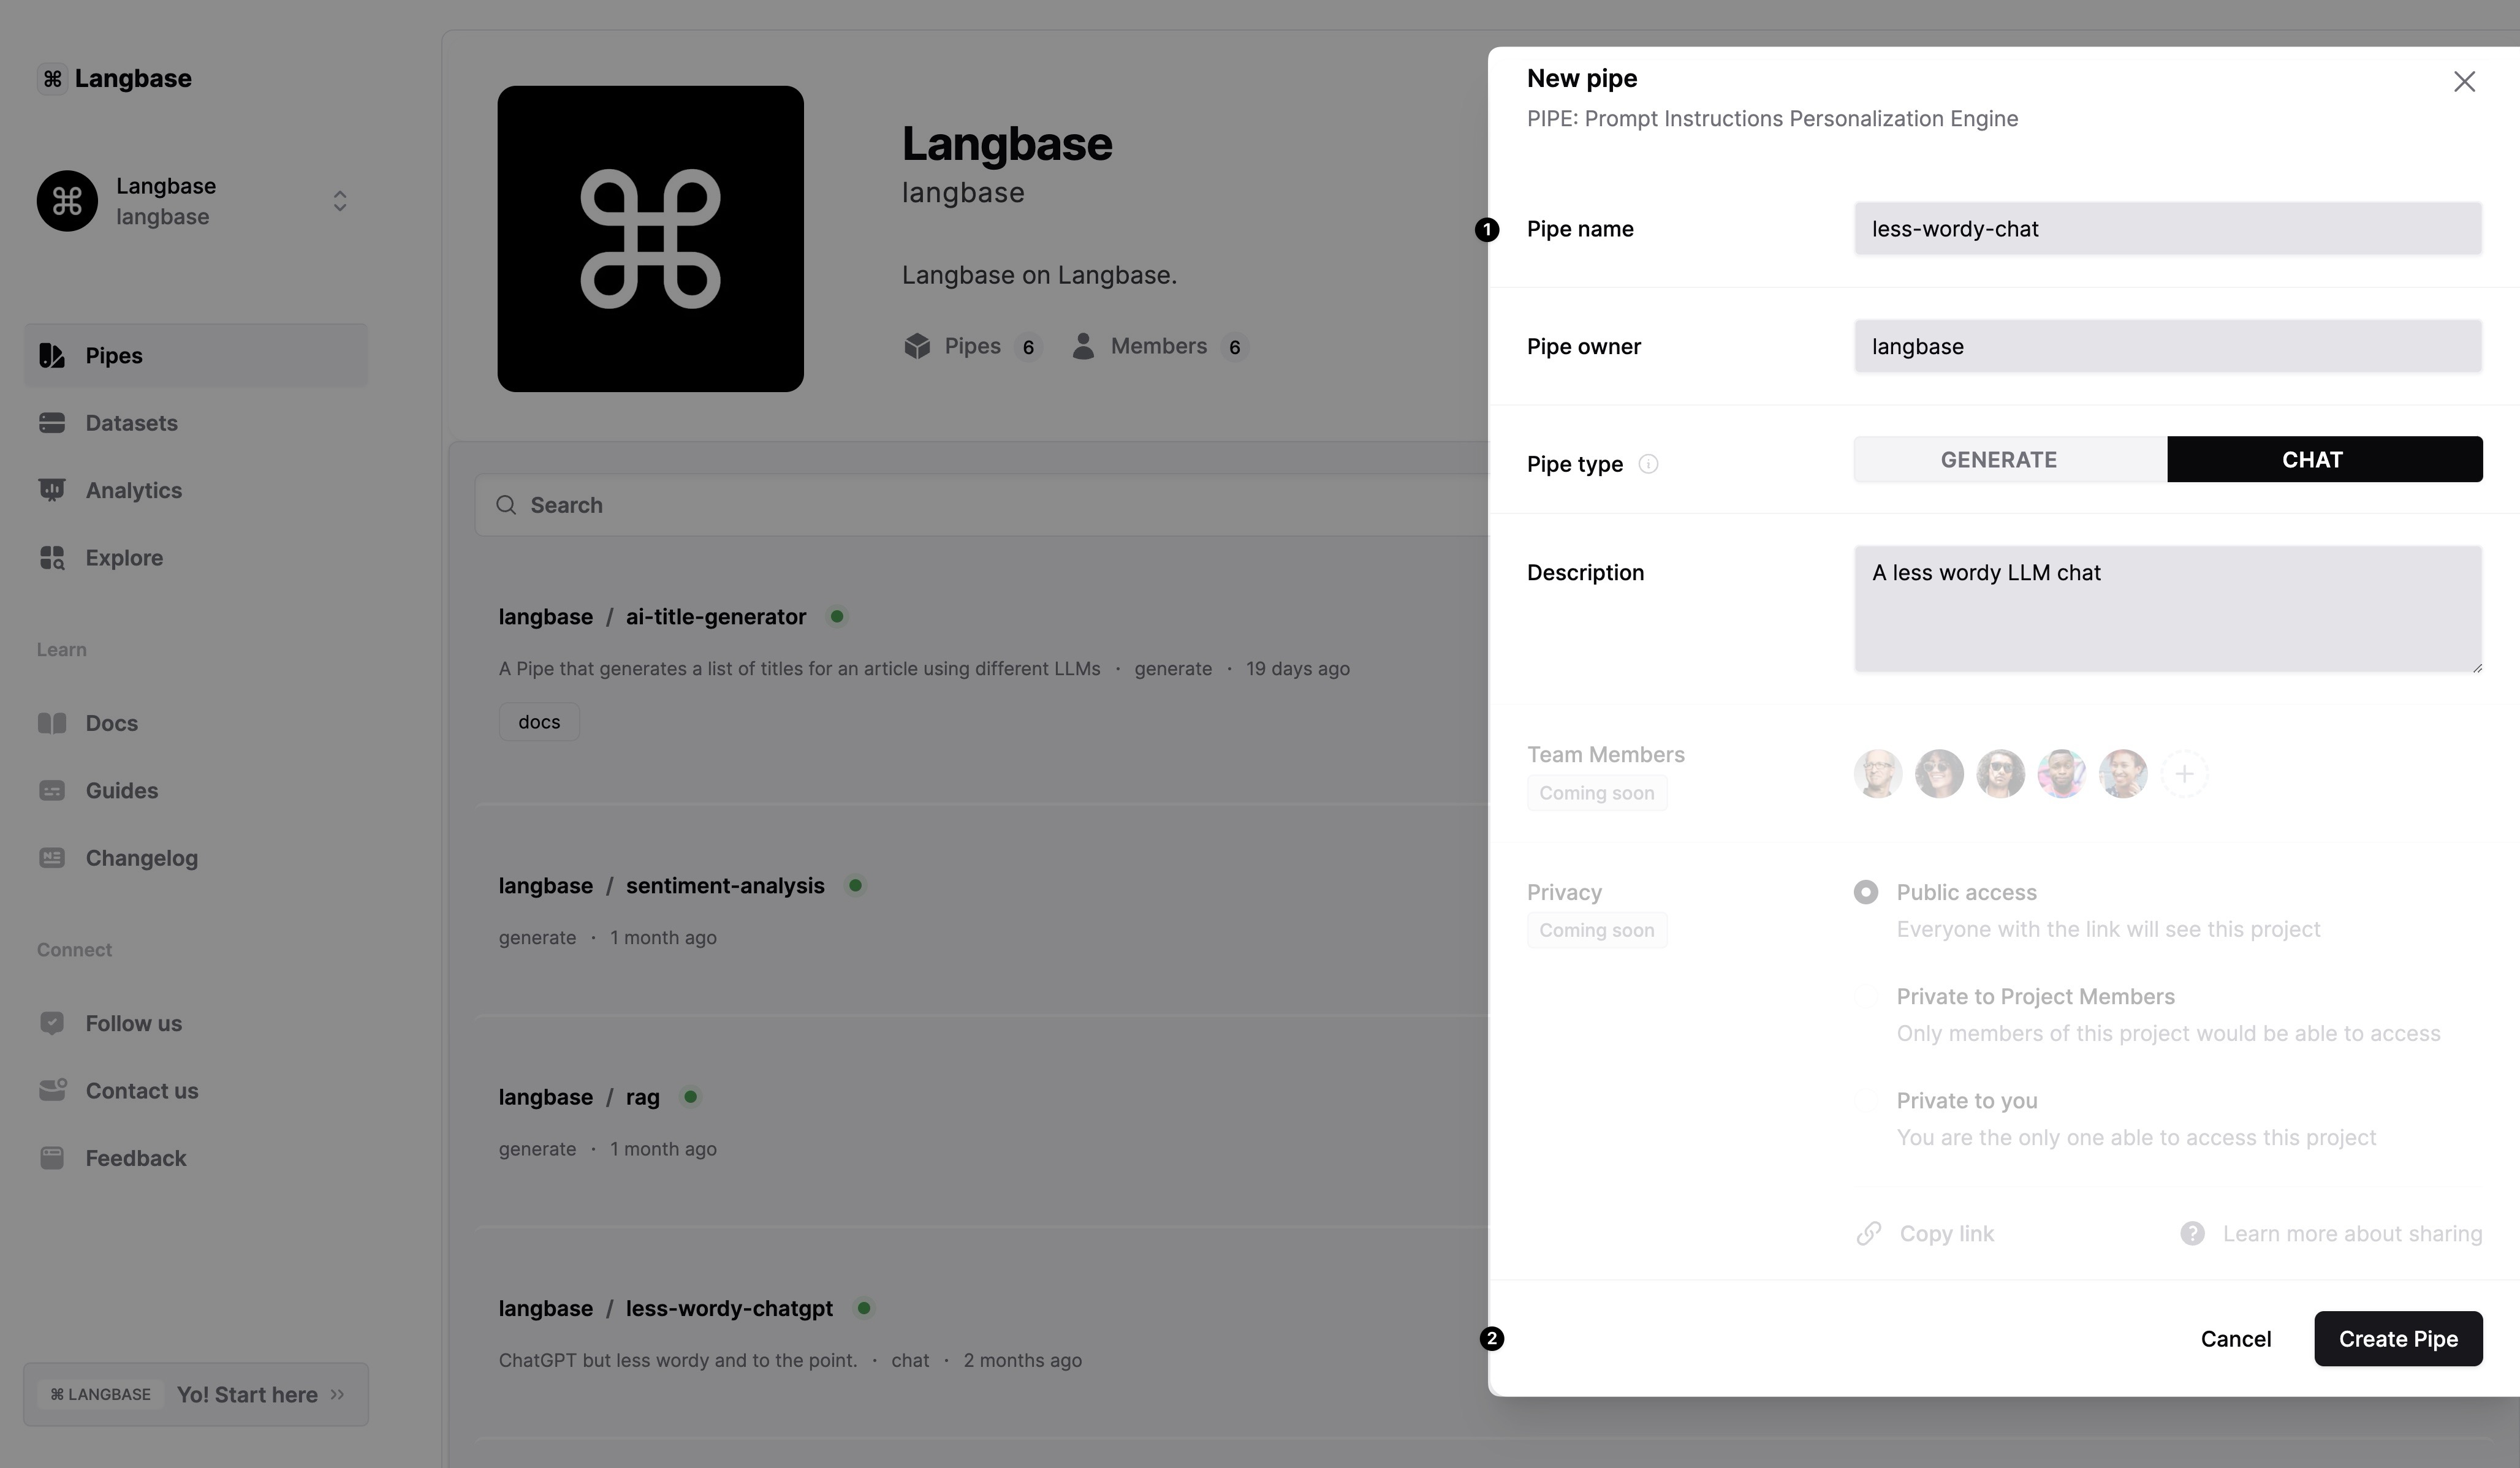 Langbase
Langbase
langbase
Pipes
Datasets
Analytics
Explore
Learn
Docs
Guides
Changelog
Connect
Follow us
Contact us
Feedback
⌘ LANGBASE Yo! Start here
Langbase
langbase
Langbase on Langbase.
Pipes 6 Members 6
Search
langbase / ai-title-generator
A Pipe that generates a list of titles for an article using different LLMs · generate · 19 days ago
docs
langbase / sentiment-analysis
generate · 1 month ago
langbase / rag
generate · 1 month ago
langbase / less-wordy-chatgpt
ChatGPT but less wordy and to the point. · chat · 2 months ago
New pipe
PIPE: Prompt Instructions Personalization Engine
1 Pipe name less-wordy-chat
Pipe owner langbase
Pipe type GENERATE CHAT
Description A less wordy LLM chat
Team Members
Coming soon
Privacy
Coming soon
Public access
Everyone with the link will see this project
Private to Project Members
Only members of this project would be able to access
Private to you
You are the only one able to access this project
Copy link Learn more about sharing
2 Cancel Create Pipe